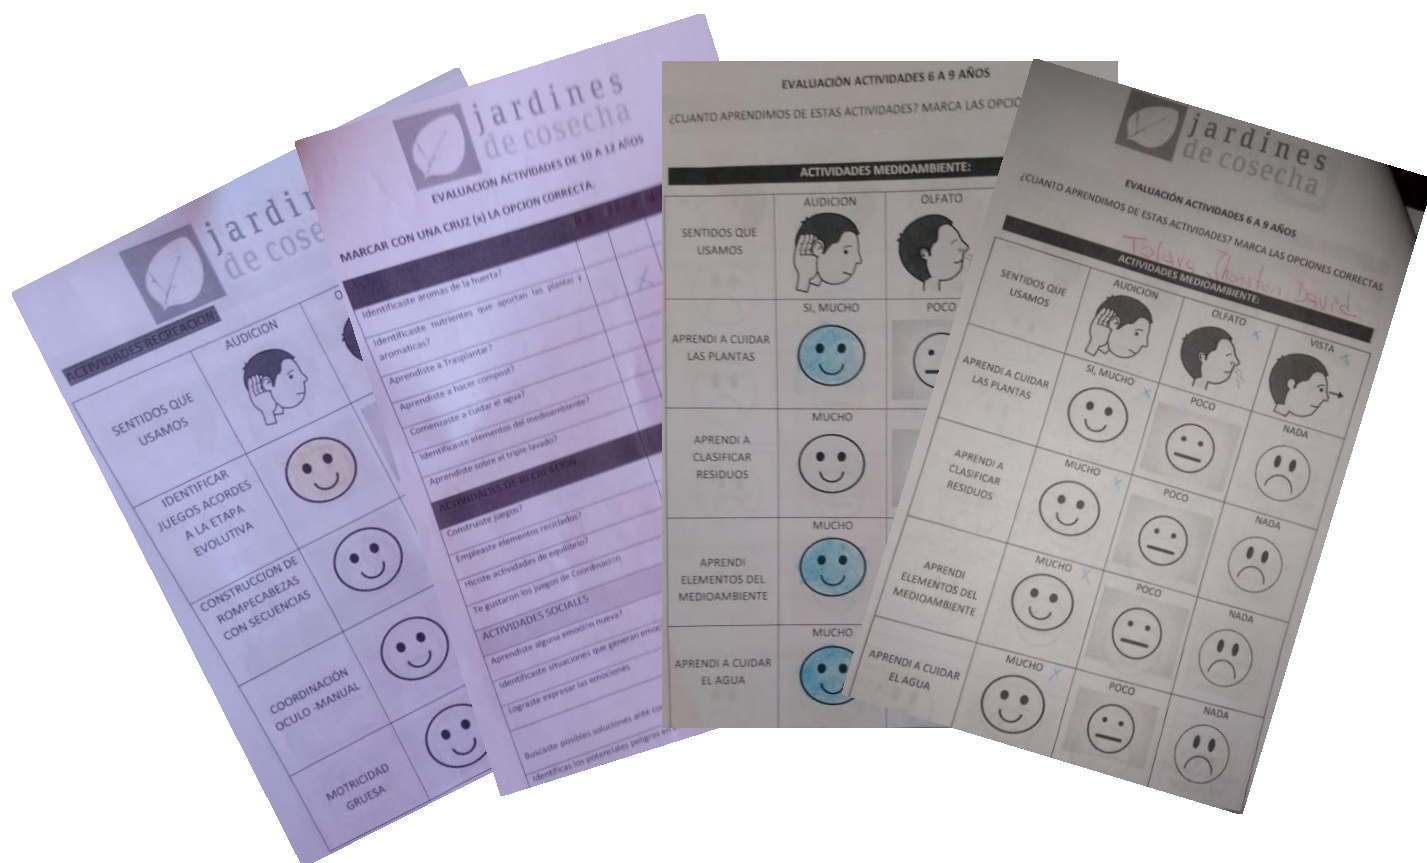 jardin
de cose
ACTIVIDADES RECREACION:
AUDICION
O
SENTIDOS QUE
USAMOS
IDENTIFICAR
JUEGOS ACORDES
A LA ETAPA
EVOLUTIVA
CONSTRUCCION DE
ROMPECABEZAS
CON SECUENCIAS
COORDINACIÓN
OCULO -MANUAL
MOTRICIDAD
GRUESA
jardines
de cosecha
EVALUACION ACTIVIDADES DE 10 A 12 AÑOS
MARCAR CON UNA CRUZ (x) LA OPCION CORRECTA.
Identificaste aromas de la huerta?
Identificaste nutrientes que aportan las plantas y
aromaticas?
Aprendiste a Trasplantar?
Aprendiste a hacer compost?
Comenzaste a cuidar el agua?
Identificaste elementos del medioambiente?
Aprendiste sobre el triple lavado?
ACTIVIDADES DE RECREACION
Construiste juegos?
Empleaste elementos reciclados?
Hiciste actividades de equilibrio?
Te gustaron los juegos de Coordinación
ACTIVIDADES SOCIALES
Aprendiste alguna emoción nueva?
Identificaste situaciones que generan emoc
Lograste expresar las emociones
Buscaste posibles soluciones ante co
Identificas los potenciales peligros en
EVALUACIÓN ACTIVIDADES 6 A 9 AÑOS
¿CUANTO APRENDIMOS DE ESTAS ACTIVIDADES? MARCA LAS OPCIO
ACTIVIDADES MEDIOAMBIENTE:
SENTIDOS QUE
USAMOS
AUDICION
OLFATO
APRENDI A CUIDAR
LAS PLANTAS
SI, MUCHO
POCO
APRENDI A
CLASIFICAR
RESIDUOS
MUCHO
APRENDI
ELEMENTOS DEL
MEDIOAMBIENTE
MUCHO
APRENDI A CUIDAR
EL AGUA
MUCHO
jardines
de cosecha
EVALUACIÓN ACTIVIDADES 6 A 9 AÑOS
¿CUANTO APRENDIMOS DE ESTAS ACTIVIDADES? MARCA LAS OPCIONES CORRECTAS
David
ACTIVIDADES MEDIOAMBIENTE:
SENTIDOS QUE
USAMOS
AUDICION
OLFATO x
VISTA x
APRENDI A CUIDAR
LAS PLANTAS
SI, MUCHO x
POCO
NADA
APRENDI A
CLASIFICAR
RESIDUOS
MUCHO x
POCO
NADA
APRENDI
ELEMENTOS DEL
MEDIOAMBIENTE
MUCHO x
POCO
NADA
APRENDI A CUIDAR
EL AGUA
MUCHO x
POCO
NADA